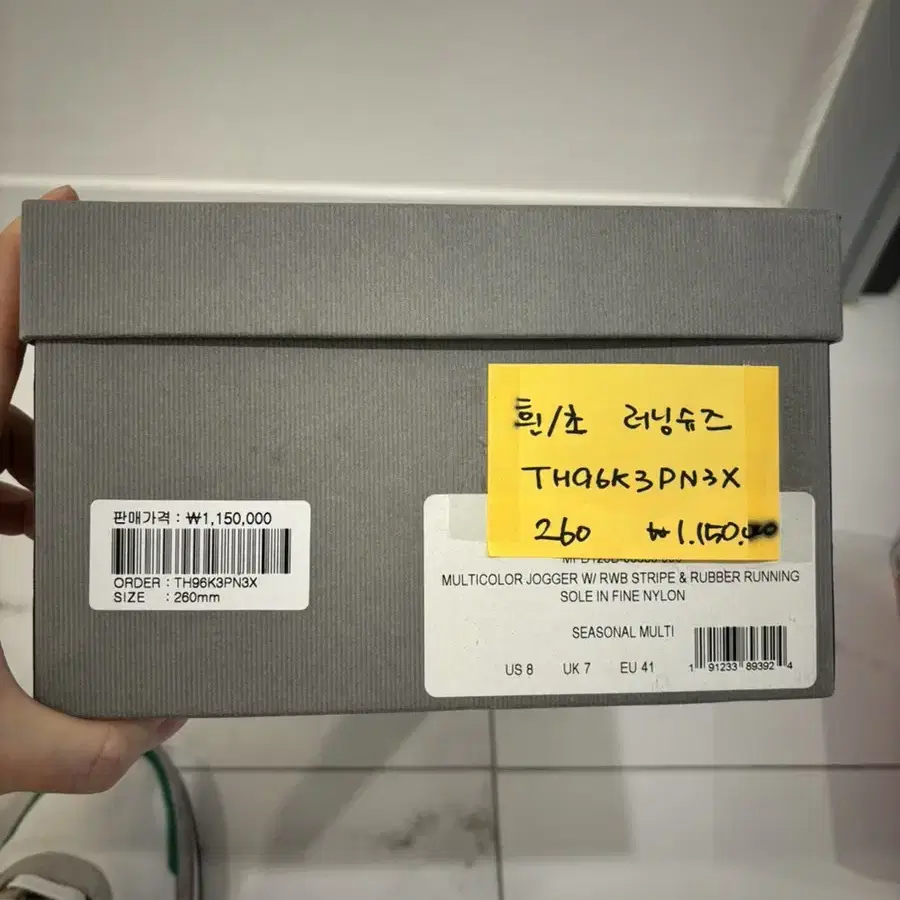 흰/초 러닝슈즈
TH96K3PN3X
260 ₩1.150.000
판매가격 : ₩1,150,000
ORDER : TH96K3PN3X
SIZE : 260mm
MULTICOLOR JOGGER W/ RWB STRIPE & RUBBER RUNNING
SOLE IN FINE NYLON
SEASONAL MULTI
US 8 UK 7 EU 41
1 91233 89392 4